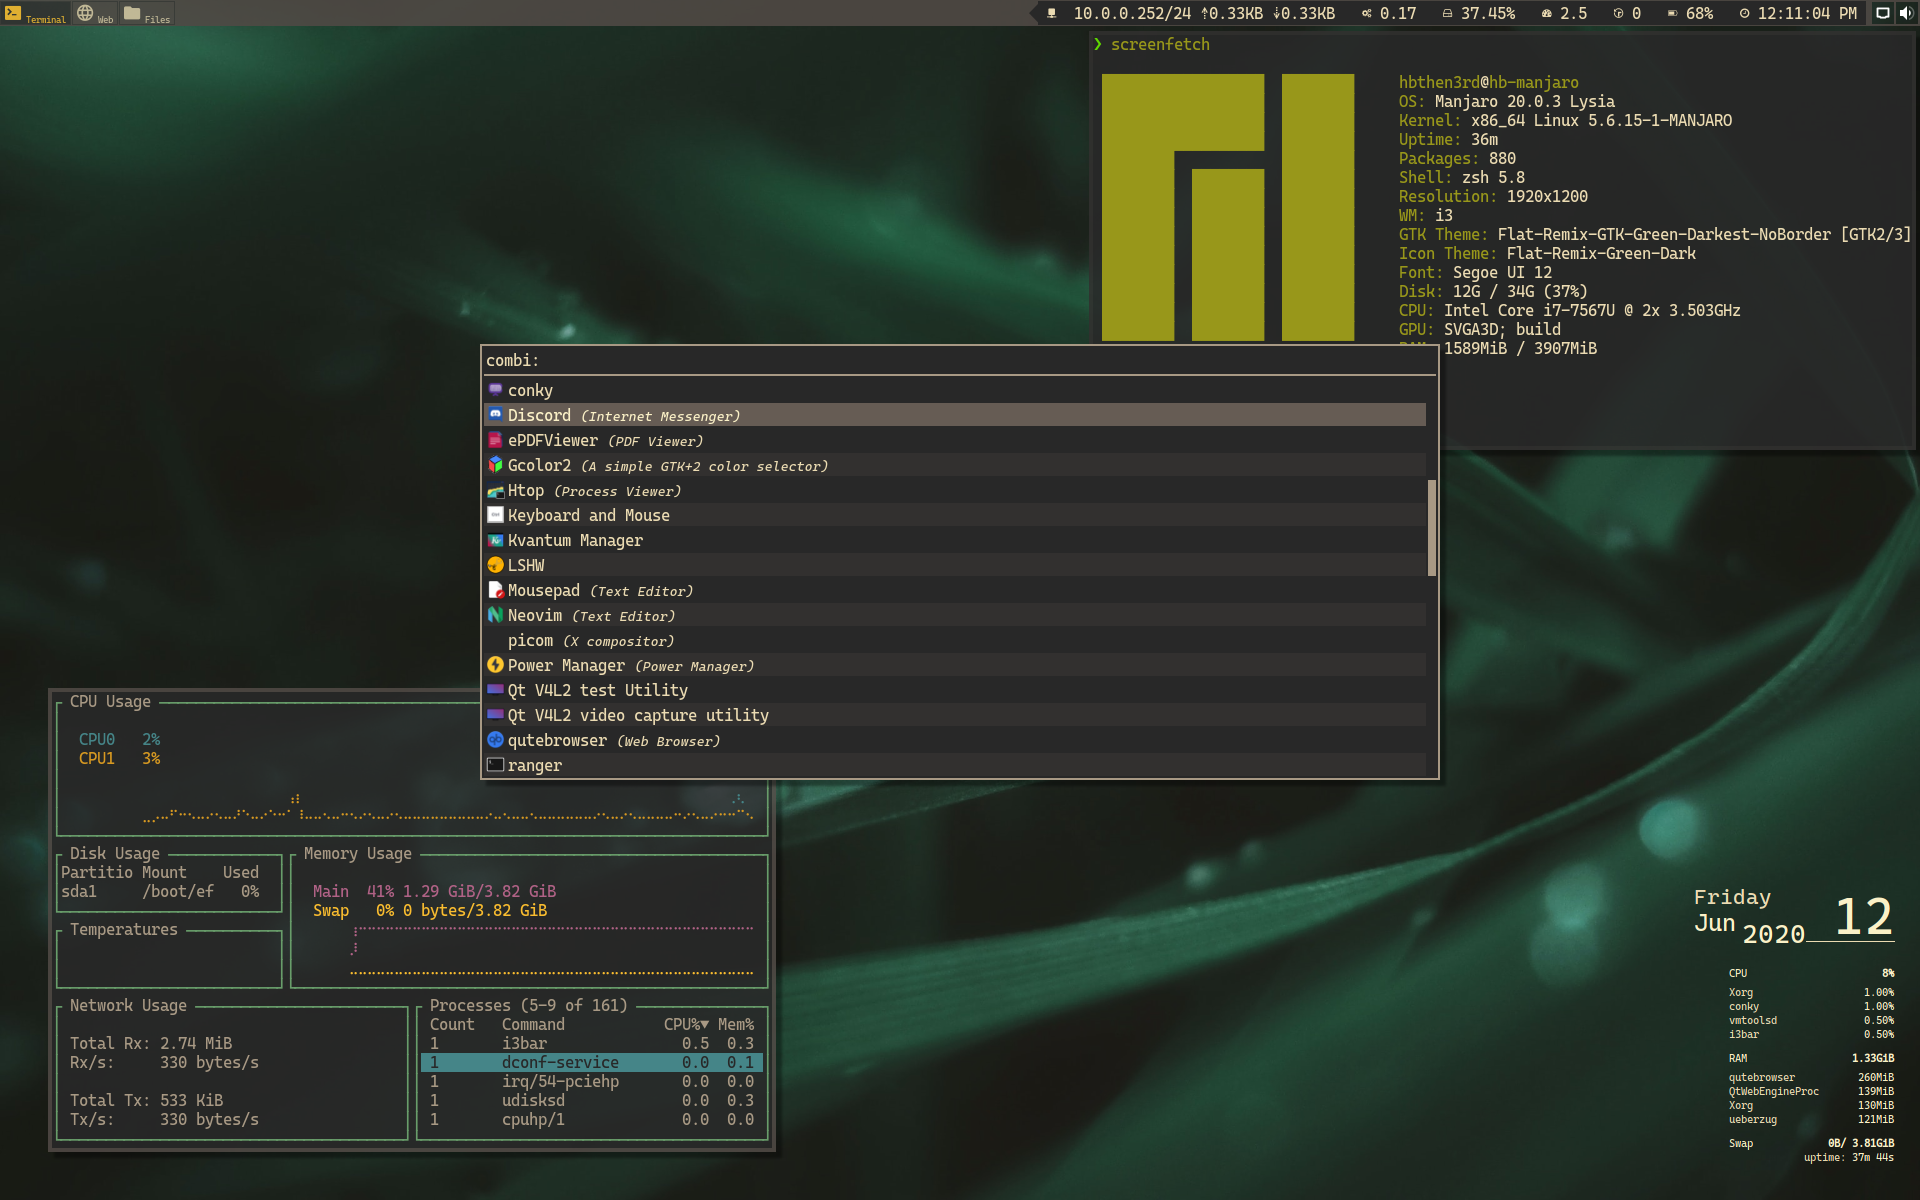 Terminal Web Files 10.0.0.252/24 ⇡0.33KB ⇣0.33KB 0.17 37.45% 2.5 0 68% 12:11:04 PM
❯ screenfetch
hbthen3rd@hb-manjaro
OS: Manjaro 20.0.3 Lysia
Kernel: x86_64 Linux 5.6.15-1-MANJARO
Uptime: 36m
Packages: 880
Shell: zsh 5.8
Resolution: 1920x1200
WM: i3
GTK Theme: Flat-Remix-GTK-Green-Darkest-NoBorder [GTK2/3]
Icon Theme: Flat-Remix-Green-Dark
Font: Segoe UI 12
Disk: 12G / 34G (37%)
CPU: Intel Core i7-7567U @ 2x 3.503GHz
GPU: SVGA3D; build
1589MiB / 3907MiB
combi:
conky
Discord (Internet Messenger)
ePDFViewer (PDF Viewer)
Gcolor2 (A simple GTK+2 color selector)
Htop (Process Viewer)
Keyboard and Mouse
Kvantum Manager
LSHW
Mousepad (Text Editor)
Neovim (Text Editor)
picom (X compositor)
Power Manager (Power Manager)
Qt V4L2 test Utility
Qt V4L2 video capture utility
qutebrowser (Web Browser)
ranger
CPU Usage
CPU0 2%
CPU1 3%
Disk Usage
Partitio Mount Used
sda1 /boot/ef 0%
Temperatures
Memory Usage
Main 41% 1.29 GiB/3.82 GiB
Swap 0% 0 bytes/3.82 GiB
Network Usage
Total Rx: 2.74 MiB
Rx/s: 330 bytes/s
Total Tx: 533 KiB
Tx/s: 330 bytes/s
Processes (5-9 of 161)
Count Command CPU%▼ Mem%
1 i3bar 0.5 0.3
1 dconf-service 0.0 0.1
1 irq/54-pciehp 0.0 0.0
1 udisksd 0.0 0.3
1 cpuhp/1 0.0 0.0
Friday
Jun 2020 12
CPU 8%
Xorg 1.00%
conky 1.00%
vmtoolsd 0.50%
i3bar 0.50%
RAM 1.33GiB
qutebrowser 260MiB
QtWebEngineProc 139MiB
Xorg 130MiB
ueberzug 121MiB
Swap 0B/ 3.81GiB
uptime: 37m 44s